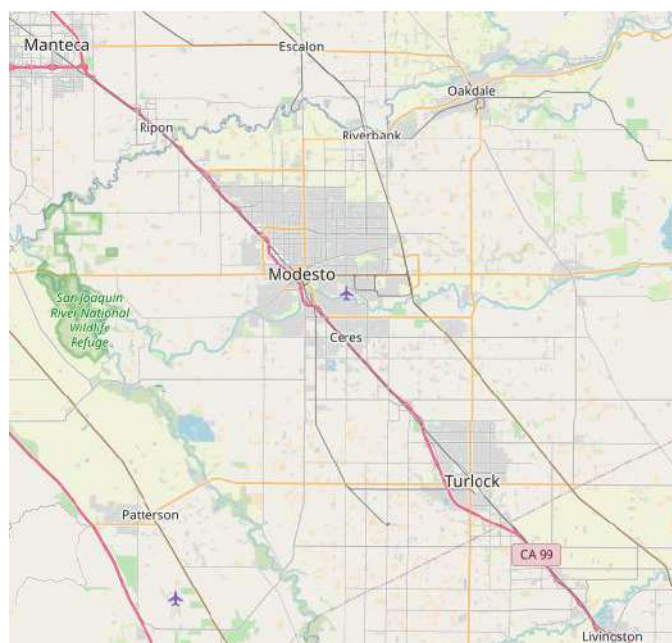 Manteca
Escalon
Oakdale
Ripon
Riverbank
Modesto
San Joaquin
River National
Wildlife
Refuge
Ceres
Turlock
Patterson
CA 99
Livingston